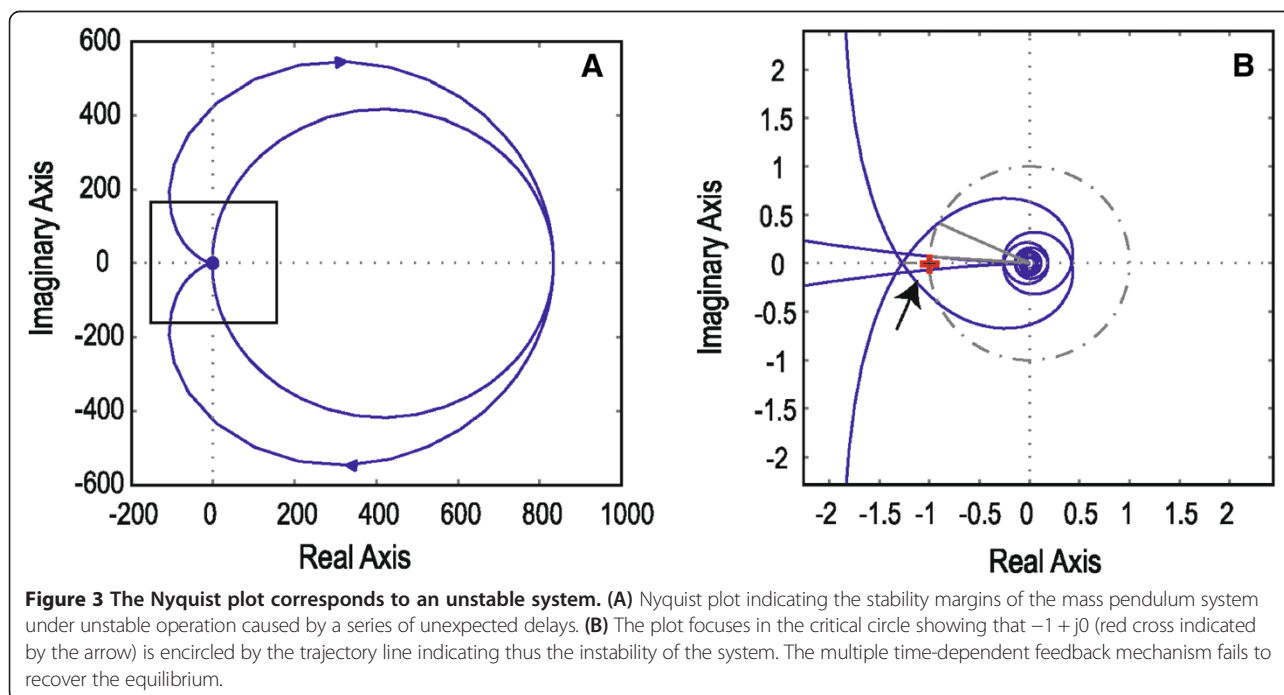 A
600
400
200
0
-200
-400
-600
-200 0 200 400 600 800 1000
Imaginary Axis
Real Axis
B
2
1.5
1
0.5
0
-0.5
-1
-1.5
-2
-2 -1.5 -1 -0.5 0 0.5 1 1.5 2
Imaginary Axis
Real Axis
Figure 3 The Nyquist plot corresponds to an unstable system. (A) Nyquist plot indicating the stability margins of the mass pendulum system
under unstable operation caused by a series of unexpected delays. (B) The plot focuses in the critical circle showing that −1 + j0 (red cross indicated
by the arrow) is encircled by the trajectory line indicating thus the instability of the system. The multiple time-dependent feedback mechanism fails to
recover the equilibrium.